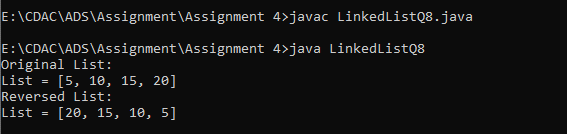 E:\CDAC\ADS\Assignment\Assignment 4>javac LinkedListQ8.java
E:\CDAC\ADS\Assignment\Assignment 4>java LinkedListQ8
Original List:
List = [5, 10, 15, 20]
Reversed List:
List = [20, 15, 10, 5]